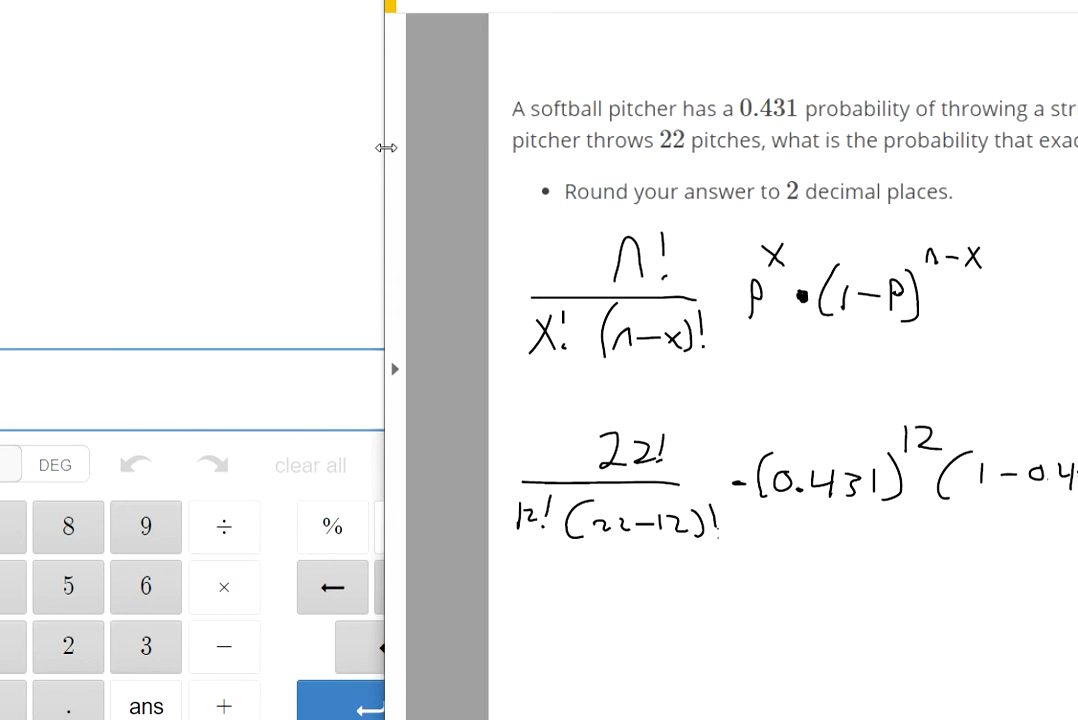 A softball pitcher has a 0.431 probability of throwing a str
pitcher throws 22 pitches, what is the probability that exac
• Round your answer to 2 decimal places.
n! / x! (n-x)! p^x · (1-p)^n-x
22! / 12! (22-12)! - (0.431)^12 (1-0.4
DEG clear all
8 9 ÷ %
5 6 × ←
2 3 −
. ans +